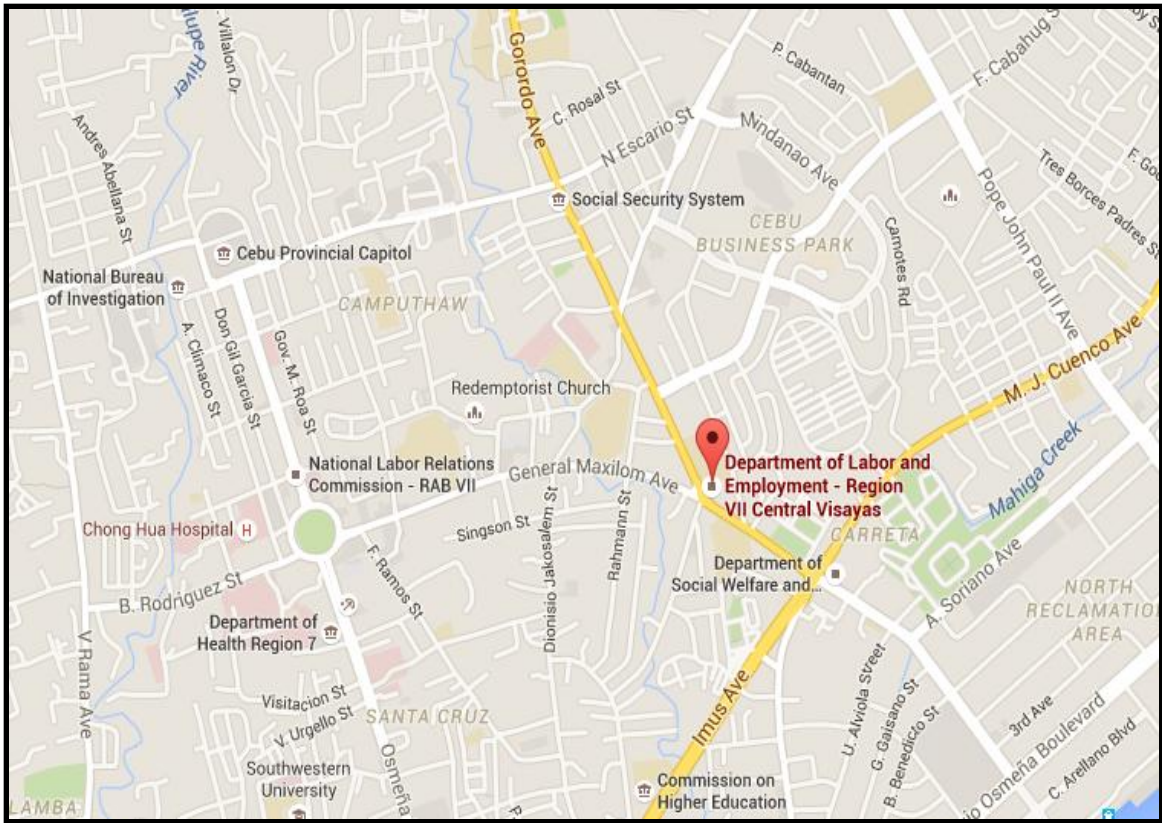 alupe River
Villalon Dr
Gorordo Ave
C. Rosal St
N Escario St
P. Cabantan
F. Cabahug S
Mindanao Ave
Andres Abellana St
Tres Borces Padres St
Pope John Paul II Ave
Social Security System
CEBU
BUSINESS PARK
Camotes Rd
Cebu Provincial Capitol
National Bureau
of Investigation
CAMPUTHAW
A. Climaco St
Don Gil Garcia St
Gov. M. Roa St
M. J. Cuenco Ave
Redemptorist Church
National Labor Relations
Commission - RAB VII
General Maxilom Ave
Department of Labor and
Employment - Region
VII Central Visayas
Mahiga Creek
Chong Hua Hospital
H
Singson St
Dionisio Jakosalem St
Rahmann St
CARRETA
B. Rodriguez St
F. Ramos St
Department of
Social Welfare and...
A. Soriano Ave
NORTH
RECLAMATIO
AREA
Department of
Health Region 7
V Rama Ave
Visitacion St
V. Urgello St
SANTA CRUZ
Osmeña
Imus Ave
U. Alviola Street
G. Gaisano St
B. Benedicto St
3rd Ave
io Osmeña Boulevard
C. Arellano Blvd
Southwestern
University
Commission on
Higher Education
LAMBA